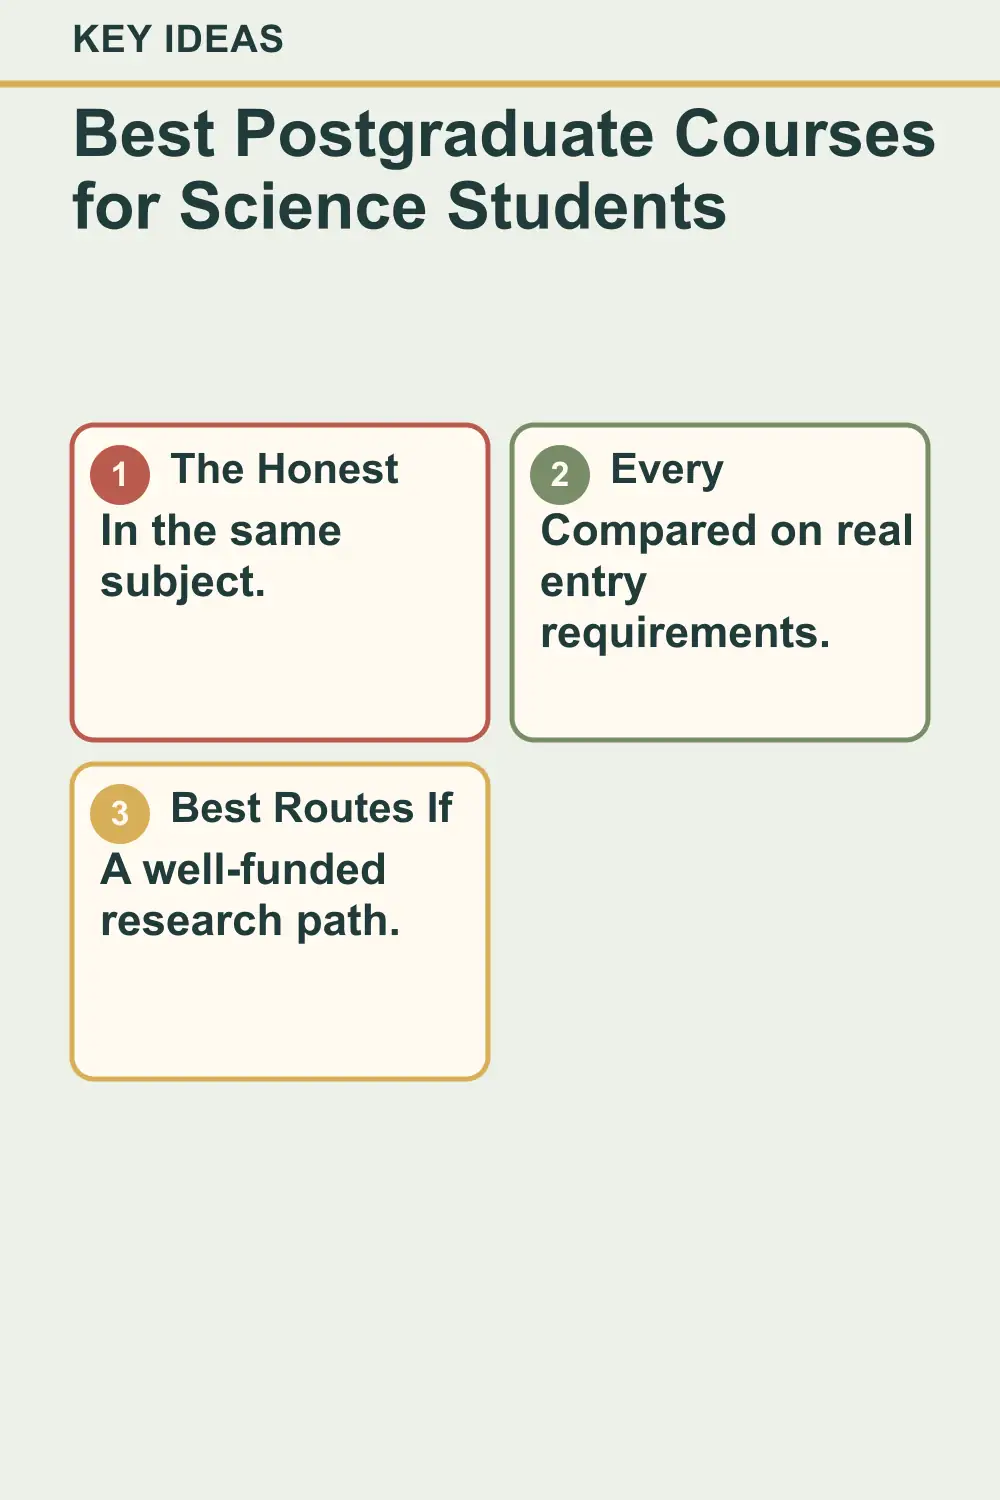 KEY IDEAS
Best Postgraduate Courses
for Science Students
1 The Honest
In the same
subject.
2 Every
Compared on real
entry
requirements.
3 Best Routes If
A well-funded
research path.